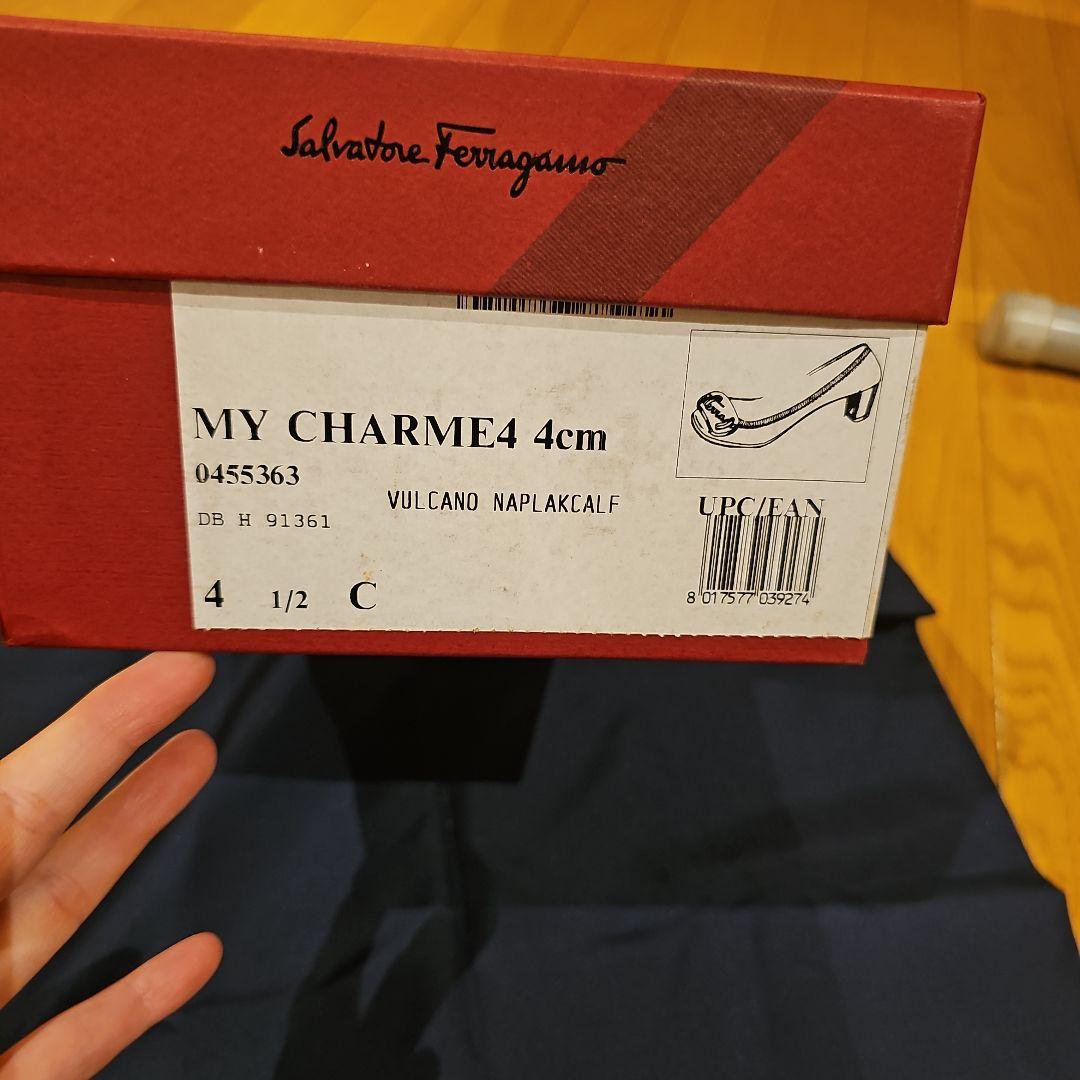 Salvatore Ferragamo
MY CHARME4 4cm
0455363
VULCANO NAPLAKCALF
DB H 91361
UPC/EAN
8 017577 039274
4 1/2 C